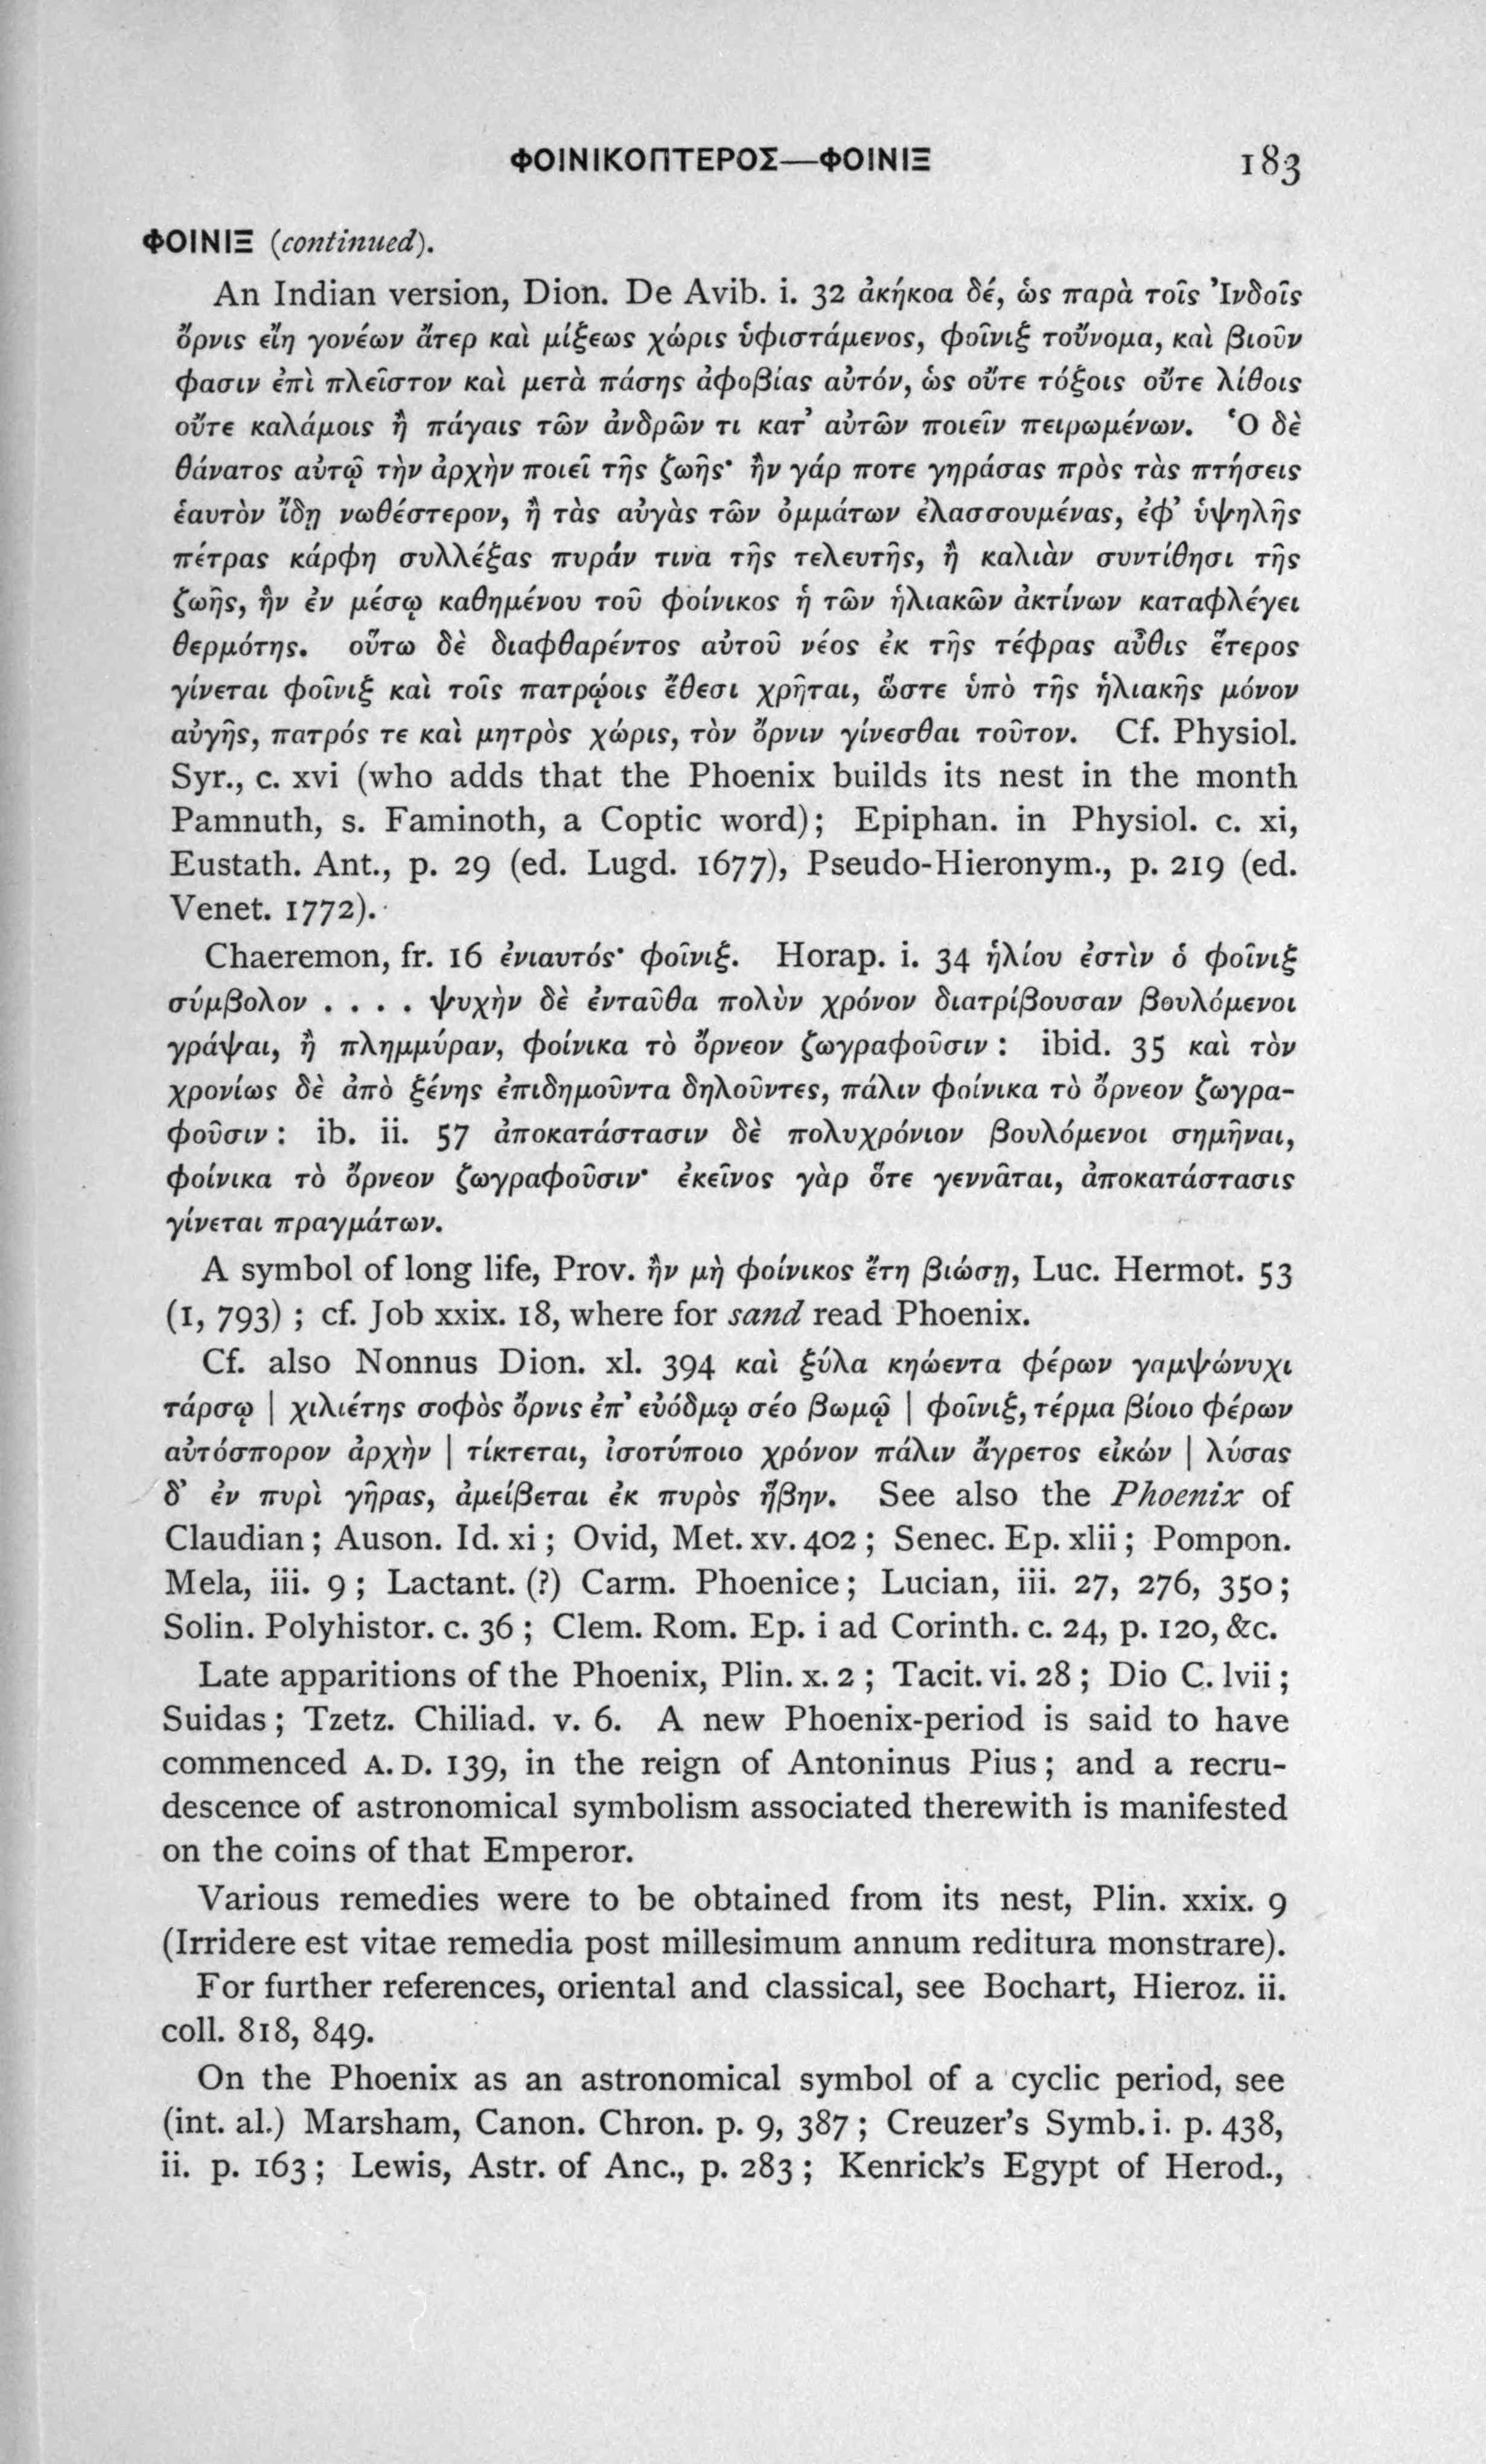 ΦΟΙΝΙΚΟΠΤΕΡΟΣ—ΦΟΙΝΙΞ 183
ΦΟΙΝΙΞ (continued).
An Indian version, Dion. De Avib. i. 32 ἀκήκοα δέ, ὡς παρὰ τοῖς Ἰνδοῖς
ὄρνις εἴη γονέων ἄτερ καὶ μίξεως χώρις ὑφιστάμενος, φοῖνιξ τοὔνομα, καὶ βιοῦν
φασιν ἐπὶ πλεῖστον καὶ μετὰ πάσης ἀφοβίας αὐτόν, ὡς οὔτε τόξοις οὔτε λίθοις
οὔτε καλάμοις ἢ πάγαις τῶν ἀνδρῶν τι κατ’ αὐτῶν ποιεῖν πειρωμένων. Ὁ δὲ
θάνατος αὐτῷ τὴν ἀρχὴν ποιεῖ τῆς ζωῆς· ἢν γάρ ποτε γηράσας πρὸς τὰς πτήσεις
ἑαυτὸν ἴδῃ νωθέστερον, ἢ τὰς αὐγὰς τῶν ὀμμάτων ἐλασσουμένας, ἐφ’ ὑψηλῆς
πέτρας κάρφη συλλέξας πυράν τινα τῆς τελευτῆς, ἢ καλιὰν συντίθησι τῆς
ζωῆς, ἣν ἐν μέσῳ καθημένου τοῦ φοίνικος ἡ τῶν ἡλιακῶν ἀκτίνων καταφλέγει
θερμότης. οὕτω δὲ διαφθαρέντος αὐτοῦ νέος ἐκ τῆς τέφρας αὖθις ἕτερος
γίνεται φοῖνιξ καὶ τοῖς πατρῴοις ἔθεσι χρῆται, ὥστε ὑπὸ τῆς ἡλιακῆς μόνον
αὐγῆς, πατρός τε καὶ μητρὸς χώρις, τὸν ὄρνιν γίνεσθαι τοῦτον. Cf. Physiol.
Syr., c. xvi (who adds that the Phoenix builds its nest in the month
Pamnuth, s. Faminoth, a Coptic word); Epiphan. in Physiol. c. xi,
Eustath. Ant., p. 29 (ed. Lugd. 1677), Pseudo-Hieronym., p. 219 (ed.
Venet. 1772).
Chaeremon, fr. 16 ἐνιαυτός· φοῖνιξ. Horap. i. 34 ἡλίου ἐστὶν ὁ φοῖνιξ
σύμβολον . . . . ψυχὴν δὲ ἐνταῦθα πολὺν χρόνον διατρίβουσαν βουλόμενοι
γράψαι, ἢ πλημμύραν, φοίνικα τὸ ὄρνεον ζωγραφοῦσιν : ibid. 35 καὶ τὸν
χρονίως δὲ ἀπὸ ξένης ἐπιδημοῦντα δηλοῦντες, πάλιν φοίνικα τὸ ὄρνεον ζωγρα-
φοῦσιν : ib. ii. 57 ἀποκατάστασιν δὲ πολυχρόνιον βουλόμενοι σημῆναι,
φοίνικα τὸ ὄρνεον ζωγραφοῦσιν· ἐκεῖνος γὰρ ὅτε γεννᾶται, ἀποκατάστασις
γίνεται πραγμάτων.
A symbol of long life, Prov. ἢν μὴ φοίνικος ἔτη βιώσῃ, Luc. Hermot. 53
(1, 793) ; cf. Job xxix. 18, where for sand read Phoenix.
Cf. also Nonnus Dion. xl. 394 καὶ ξύλα κηώεντα φέρων γαμψώνυχι
τάρσῳ | χιλιέτης σοφὸς ὄρνις ἐπ’ εὐόδμῳ σέο βωμῷ | φοῖνιξ, τέρμα βίοιο φέρων
αὐτόσπορον ἀρχὴν | τίκτεται, ἰσοτύποιο χρόνον πάλιν ἄγρετος εἰκών | λύσας
δ’ ἐν πυρὶ γῆρας, ἀμείβεται ἐκ πυρὸς ἥβην. See also the Phoenix of
Claudian ; Auson. Id. xi ; Ovid, Met. xv. 402 ; Senec. Ep. xlii ; Pompon.
Mela, iii. 9 ; Lactant. (?) Carm. Phoenice ; Lucian, iii. 27, 276, 350 ;
Solin. Polyhistor. c. 36 ; Clem. Rom. Ep. i ad Corinth. c. 24, p. 120, &c.
Late apparitions of the Phoenix, Plin. x. 2 ; Tacit. vi. 28 ; Dio C. lvii ;
Suidas ; Tzetz. Chiliad. v. 6. A new Phoenix-period is said to have
commenced A.D. 139, in the reign of Antoninus Pius ; and a recru-
descence of astronomical symbolism associated therewith is manifested
on the coins of that Emperor.
Various remedies were to be obtained from its nest, Plin. xxix. 9
(Irridere est vitae remedia post millesimum annum reditura monstrare).
For further references, oriental and classical, see Bochart, Hieroz. ii.
coll. 818, 849.
On the Phoenix as an astronomical symbol of a cyclic period, see
(int. al.) Marsham, Canon. Chron. p. 9, 387 ; Creuzer's Symb. i. p. 438,
ii. p. 163 ; Lewis, Astr. of Anc., p. 283 ; Kenrick's Egypt of Herod.,